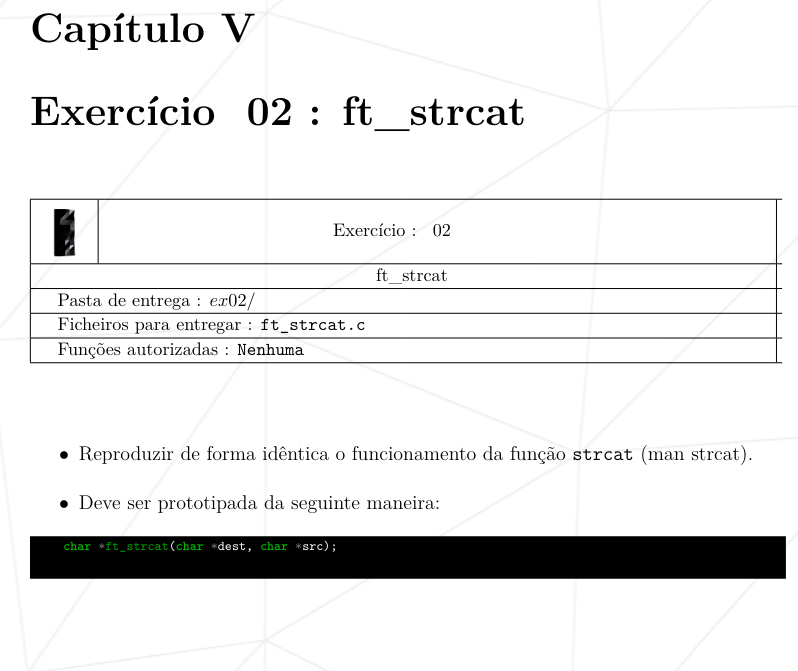 Capítulo V
Exercício 02 : ft_strcat
Exercício : 02
ft_strcat
Pasta de entrega : ex02/
Ficheiros para entregar : ft_strcat.c
Funções autorizadas : Nenhuma
• Reproduzir de forma idêntica o funcionamento da função strcat (man strcat).
• Deve ser prototipada da seguinte maneira:
char *ft_strcat(char *dest, char *src);